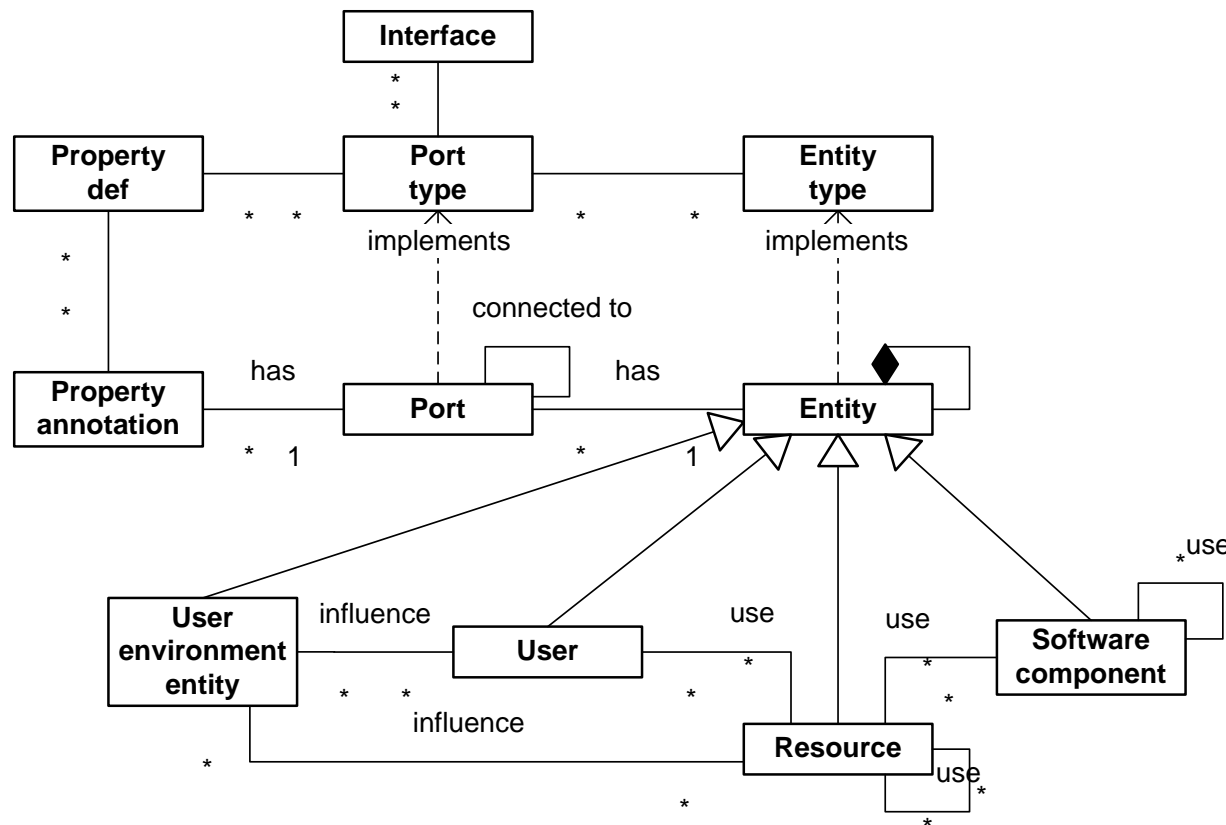 Interface
*
*
Property
def
Port
type
Entity
type
* * * *
implements implements
*
*
connected to
has has
Property
annotation
Port
Entity
* 1 * 1
use
*
User
environment
entity
influence
User
use
use
Software
component
* * * * * *
influence
Resource
*
use
*
*
*